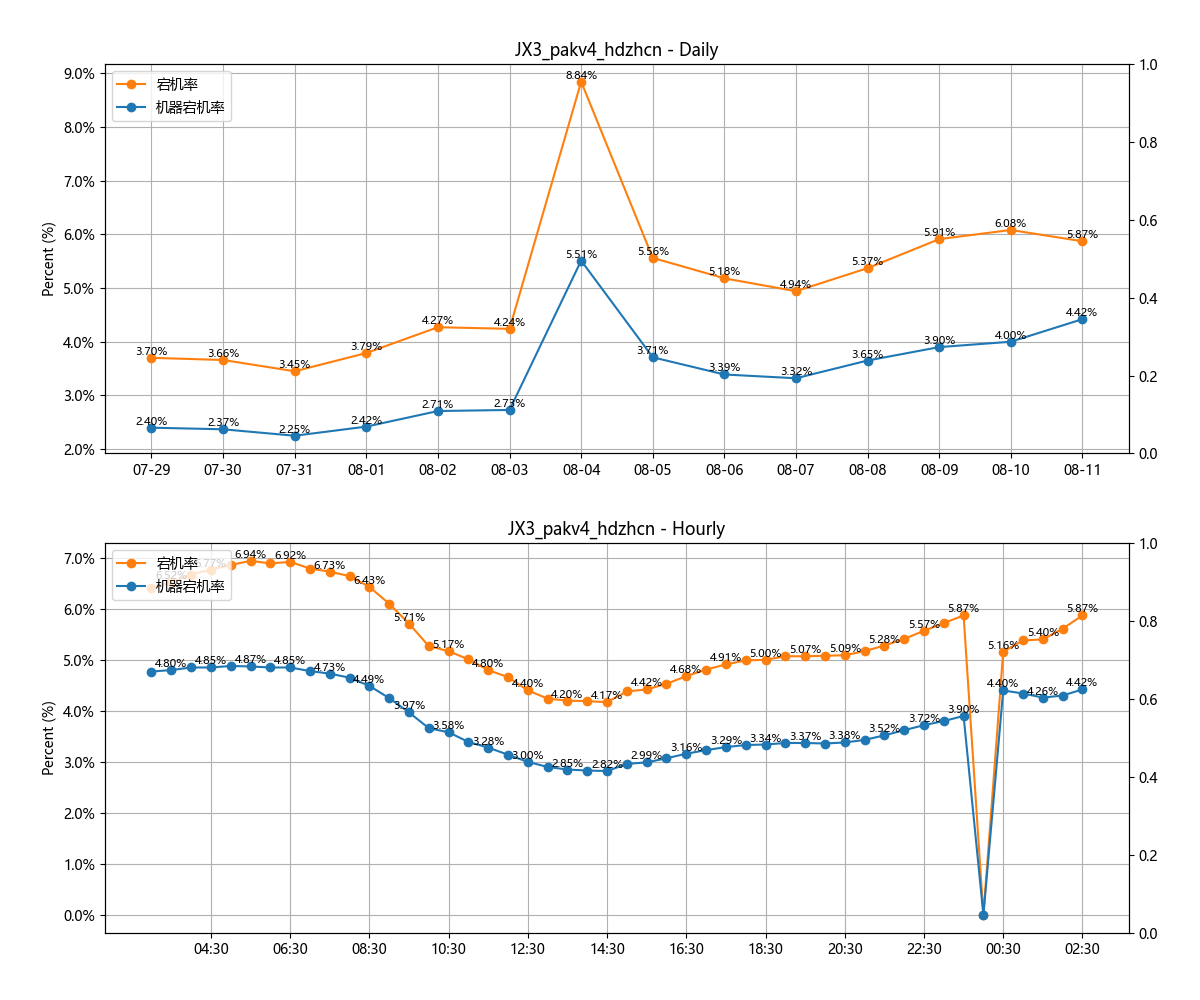 JX3_pakv4_hdzhcn - Daily
宕机率
机器宕机率
Percent (%)
9.0%
8.0%
7.0%
6.0%
5.0%
4.0%
3.0%
2.0%
1.0
0.8
0.6
0.4
0.2
0.0
3.70% 3.66% 3.45% 3.79% 4.27% 4.24% 8.84% 5.56% 5.18% 4.94% 5.37% 5.91% 6.08% 5.87%
2.40% 2.37% 2.25% 2.42% 2.71% 2.73% 5.51% 3.71% 3.39% 3.32% 3.65% 3.90% 4.00% 4.42%
07-29 07-30 07-31 08-01 08-02 08-03 08-04 08-05 08-06 08-07 08-08 08-09 08-10 08-11
JX3_pakv4_hdzhcn - Hourly
宕机率
机器宕机率
Percent (%)
7.0%
6.0%
5.0%
4.0%
3.0%
2.0%
1.0%
0.0%
1.0
0.8
0.6
0.4
0.2
0.0
6.52% 6.77% 6.94% 6.92% 6.73% 6.43% 5.71% 5.17% 4.80% 4.40% 4.20% 4.17% 4.42% 4.68% 4.91% 5.00% 5.07% 5.09% 5.28% 5.57% 5.87% 5.16% 5.40% 5.87%
4.80% 4.85% 4.87% 4.85% 4.73% 4.49% 3.97% 3.58% 3.28% 3.00% 2.85% 2.82% 2.99% 3.16% 3.29% 3.34% 3.37% 3.38% 3.52% 3.72% 3.90% 4.40% 4.26% 4.42%
04:30 06:30 08:30 10:30 12:30 14:30 16:30 18:30 20:30 22:30 00:30 02:30